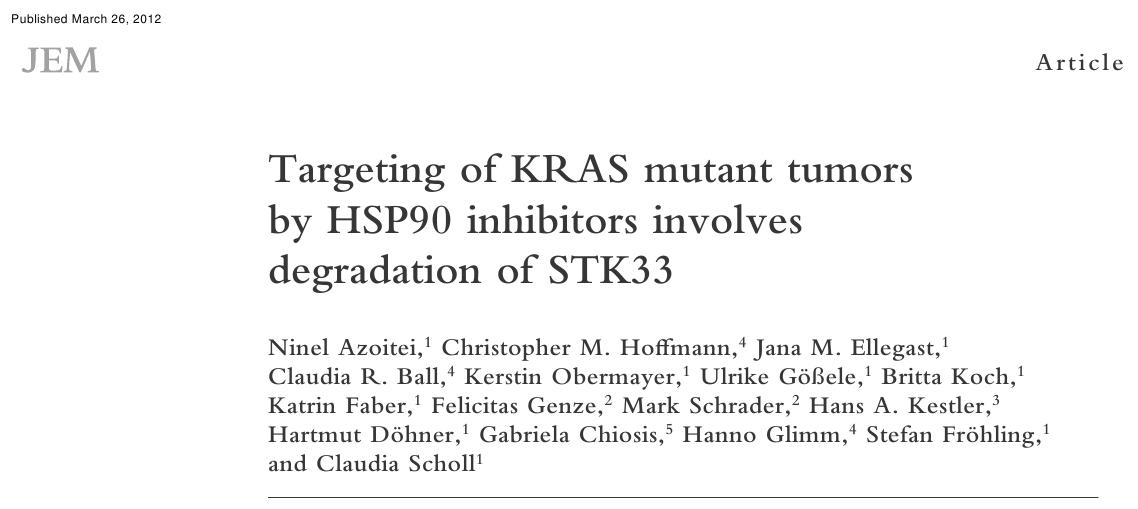 Published March 26, 2012
JEM
Article
Targeting of KRAS mutant tumors
by HSP90 inhibitors involves
degradation of STK33
Ninel Azoitei,¹ Christopher M. Hoffmann,⁴ Jana M. Ellegast,¹
Claudia R. Ball,⁴ Kerstin Obermayer,¹ Ulrike Gößele,¹ Britta Koch,¹
Katrin Faber,¹ Felicitas Genze,² Mark Schrader,² Hans A. Kestler,³
Hartmut Döhner,¹ Gabriela Chiosis,⁵ Hanno Glimm,⁴ Stefan Fröhling,¹
and Claudia Scholl¹